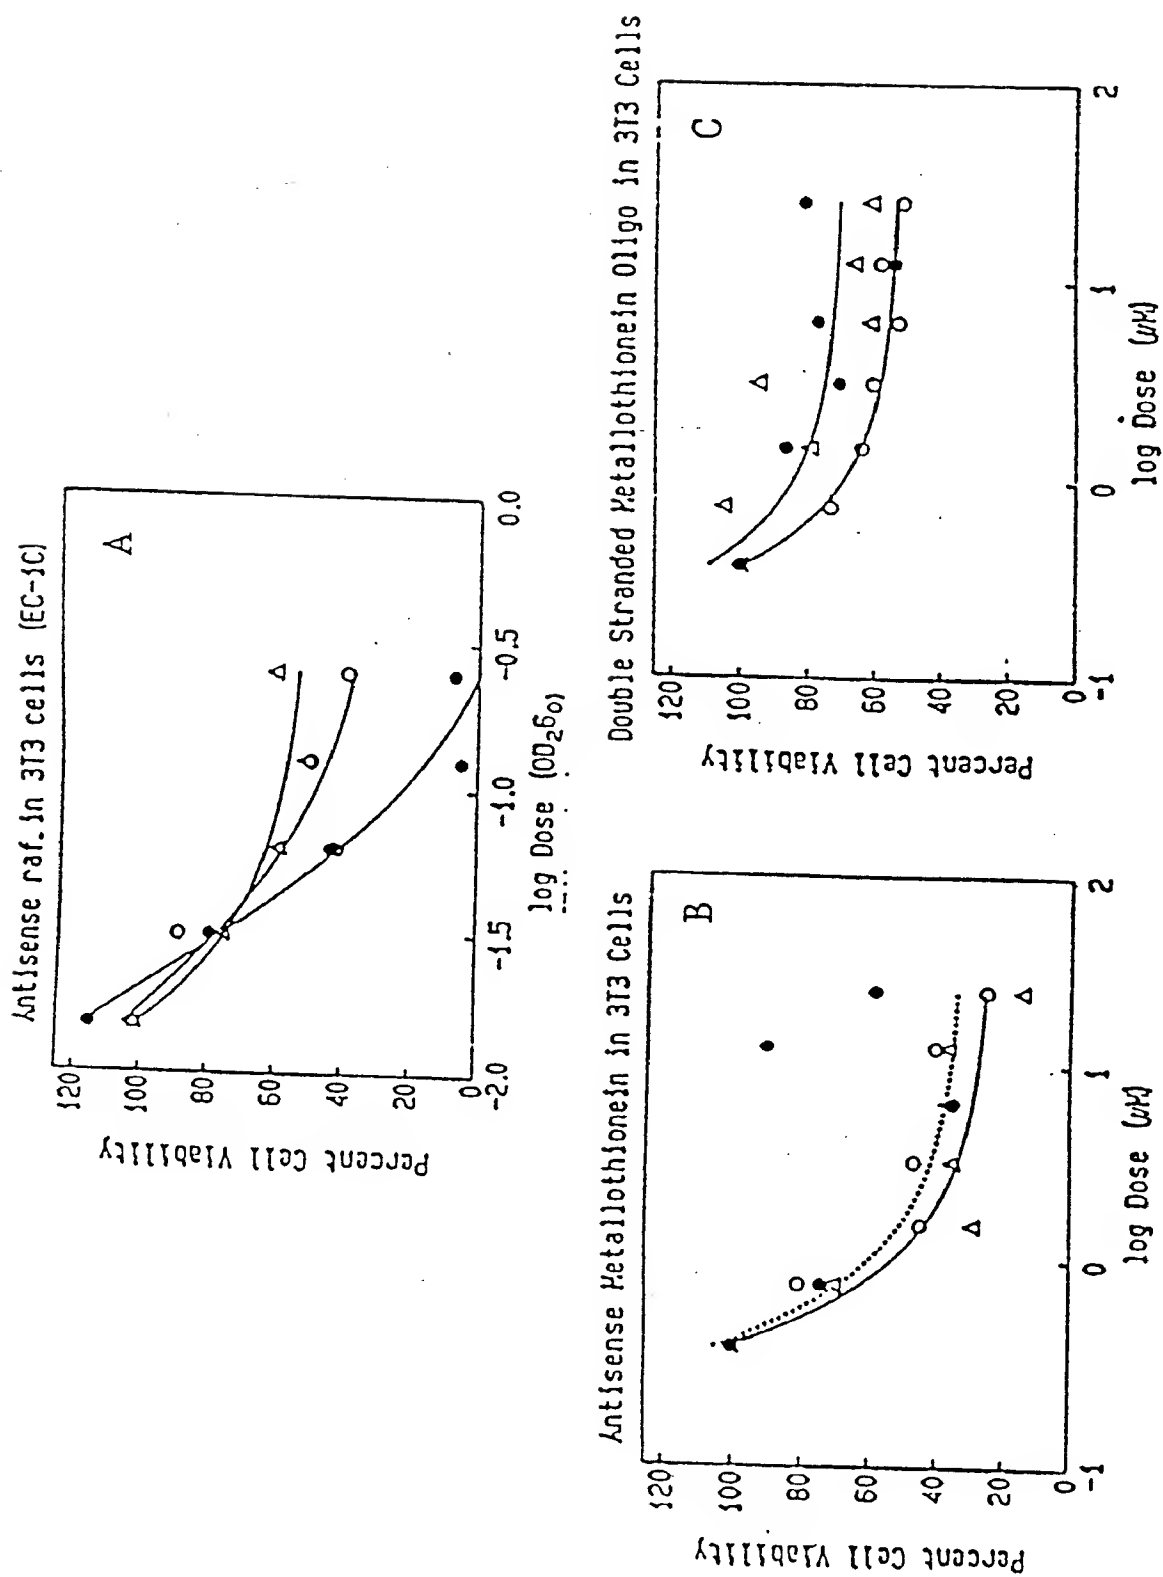 Antisense raf. in 3T3 cells (EC-1C)
A
Percent Cell Viability
120
100
80
60
40
20
0
-2.0
-1.5
-1.0
-0.5
0.0
log Dose (OD260)
Antisense Metallothionein in 3T3 Cells
B
Percent Cell Viability
120
100
80
60
40
20
0
-1
0
1
2
log Dose (µM)
Double Stranded Metallothionein Oligo in 3T3 Cells
C
Percent Cell Viability
120
100
80
60
40
20
0
-1
0
1
2
log Dose (µM)